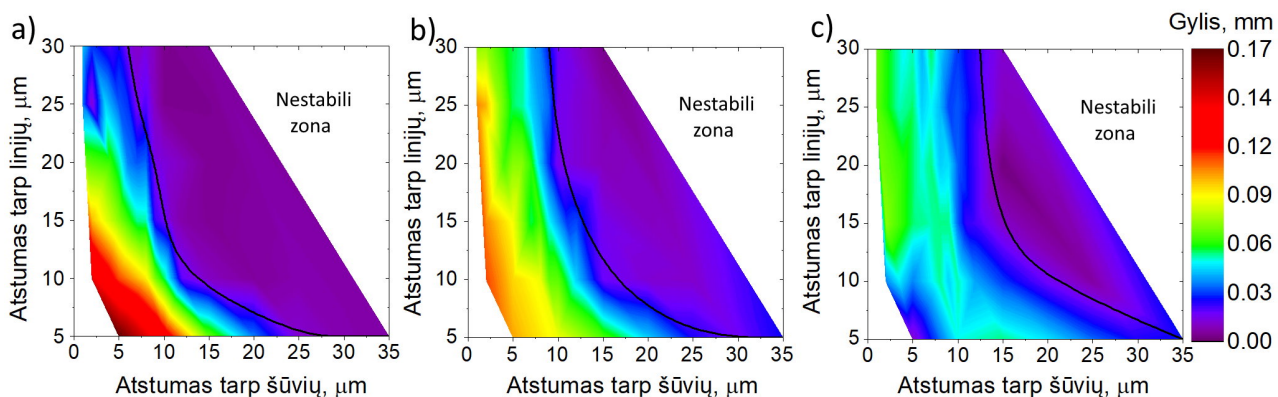 a)
Atstumas tarp linijų, μm
30
25
20
15
10
5
0 5 10 15 20 25 30 35
Atstumas tarp šūvių, μm
Nestabili
zona
b)
Atstumas tarp linijų, μm
30
25
20
15
10
5
0 5 10 15 20 25 30 35
Atstumas tarp šūvių, μm
Nestabili
zona
c)
Atstumas tarp linijų, μm
30
25
20
15
10
5
0 5 10 15 20 25 30 35
Atstumas tarp šūvių, μm
Nestabili
zona
Gylis, mm
0.17
0.14
0.12
0.09
0.06
0.03
0.00